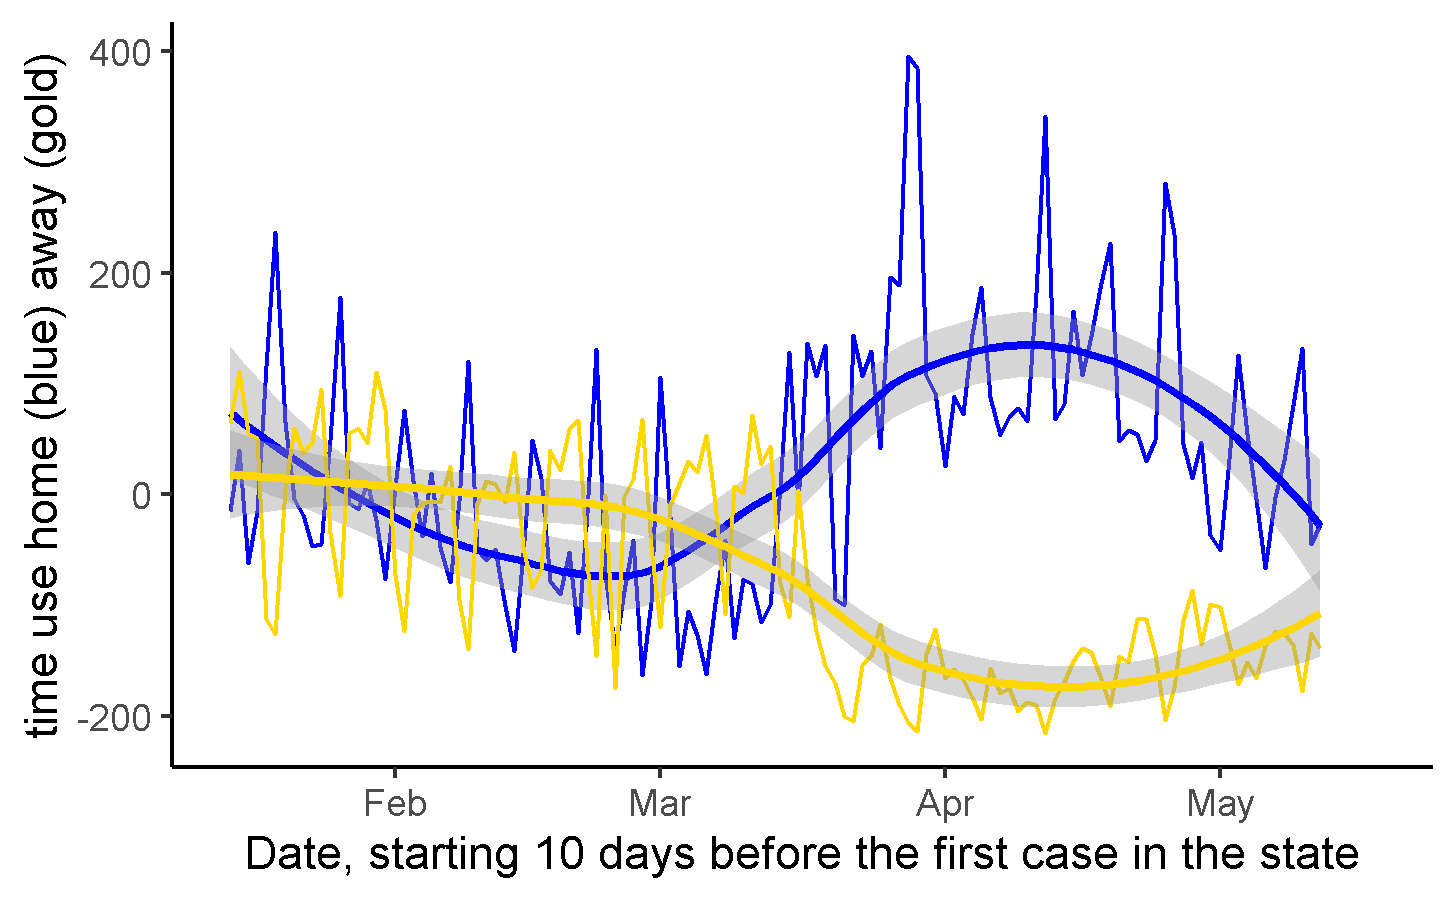 time use home (blue) away (gold)
400
200
0
-200
Feb Mar Apr May
Date, starting 10 days before the first case in the state